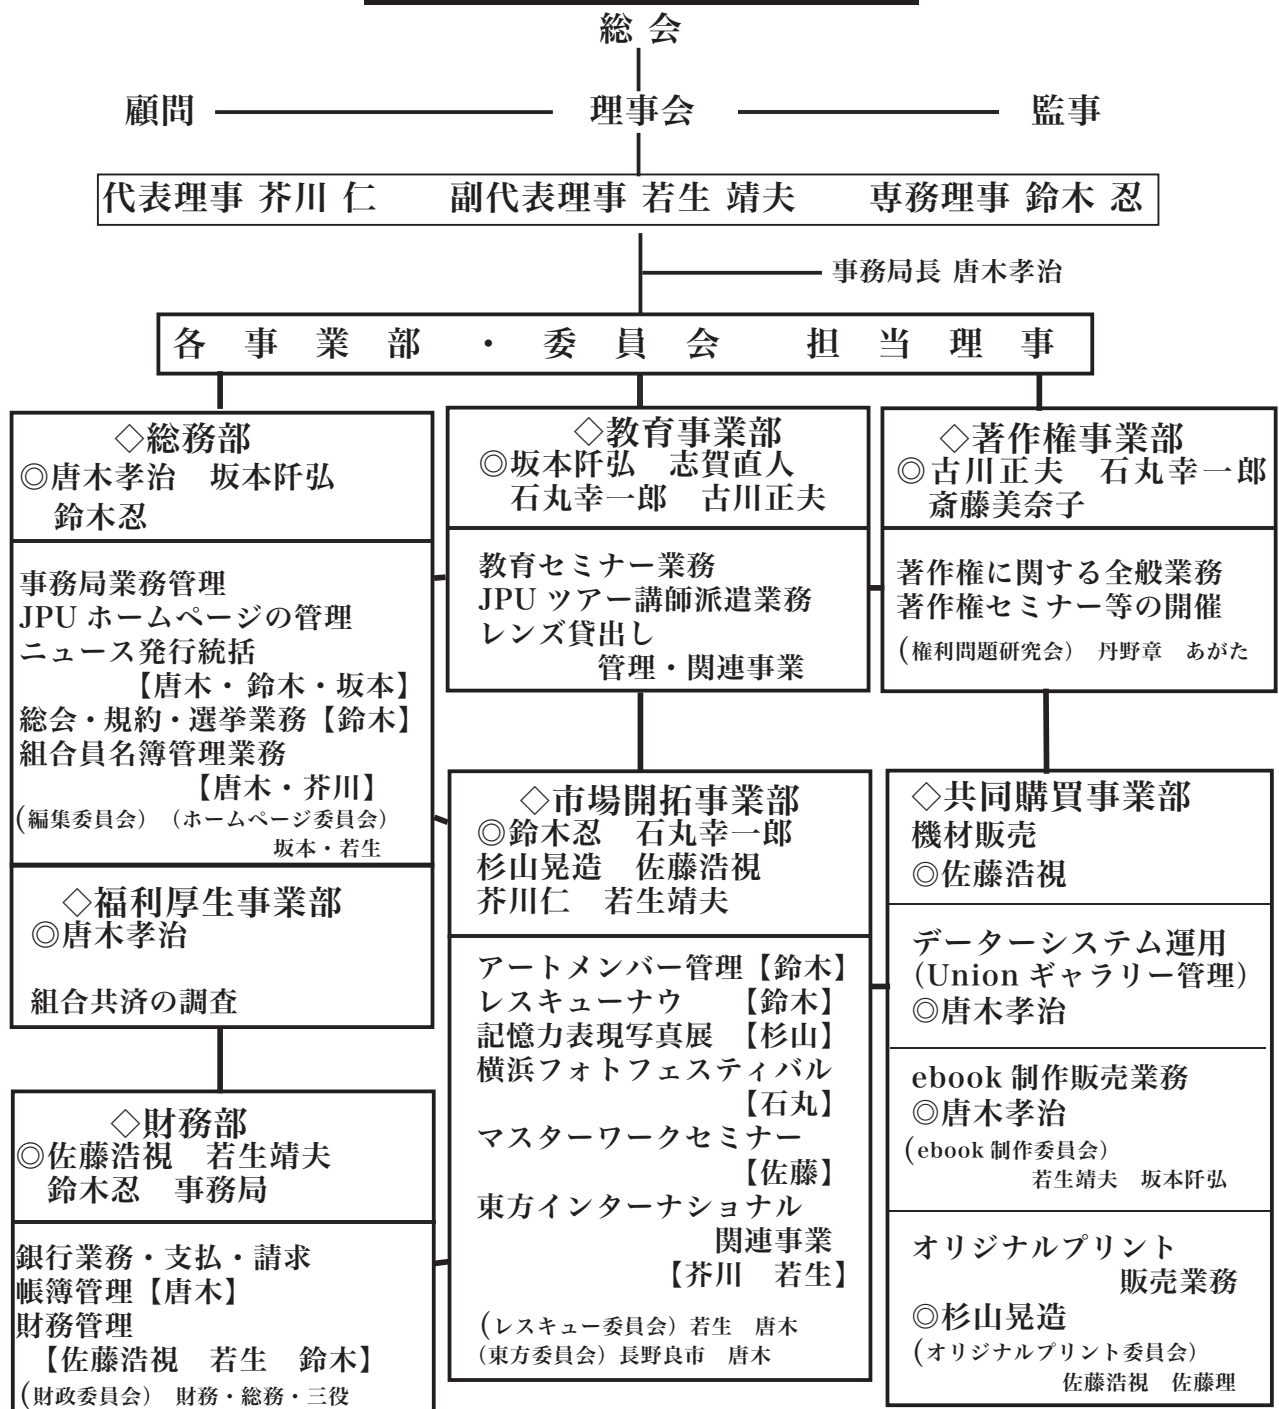 総 会
顧問 理事会 監事
代表理事 芥川 仁 副代表理事 若生 靖夫 専務理事 鈴木 忍
事務局長 唐木孝治
各 事 業 部 ・ 委 員 会 担 当 理 事
◇総務部
◎唐木孝治 坂本阡弘
鈴木忍
事務局業務管理
JPU ホームページの管理
ニュース発行統括
【唐木・鈴木・坂本】
総会・規約・選挙業務【鈴木】
組合員名簿管理業務
【唐木・芥川】
(編集委員会) (ホームページ委員会)
坂本・若生
◇福利厚生事業部
◎唐木孝治
組合共済の調査
◇財務部
◎佐藤浩視 若生靖夫
鈴木忍 事務局
銀行業務・支払・請求
帳簿管理【唐木】
財務管理
【佐藤浩視 若生 鈴木】
(財政委員会) 財務・総務・三役
◇教育事業部
◎坂本阡弘 志賀直人
石丸幸一郎 古川正夫
教育セミナー業務
JPU ツアー講師派遣業務
レンズ貸出し
管理・関連事業
◇市場開拓事業部
◎鈴木忍 石丸幸一郎
杉山晃造 佐藤浩視
芥川仁 若生靖夫
アートメンバー管理【鈴木】
レスキューナウ 【鈴木】
記憶力表現写真展 【杉山】
横浜フォトフェスティバル
【石丸】
マスターワークセミナー
【佐藤】
東方インターナショナル
関連事業
【芥川 若生】
(レスキュー委員会) 若生 唐木
(東方委員会) 長野良市 唐木
◇著作権事業部
◎古川正夫 石丸幸一郎
斎藤美奈子
著作権に関する全般業務
著作権セミナー等の開催
(権利問題研究会) 丹野章 あがた
◇共同購買事業部
機材販売
◎佐藤浩視
データーシステム運用
(Union ギャラリー管理)
◎唐木孝治
ebook 制作販売業務
◎唐木孝治
(ebook 制作委員会)
若生靖夫 坂本阡弘
オリジナルプリント
販売業務
◎杉山晃造
(オリジナルプリント委員会)
佐藤浩視 佐藤理